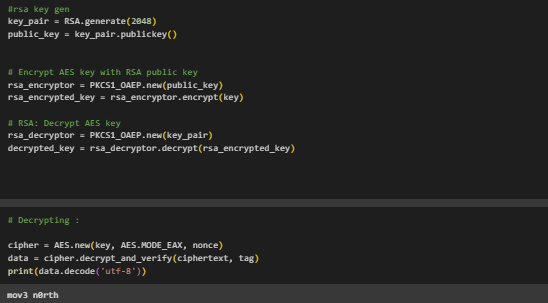 #rsa key gen
key_pair = RSA.generate(2048)
public_key = key_pair.publickey()
# Encrypt AES key with RSA public key
rsa_encryptor = PKCS1_OAEP.new(public_key)
rsa_encrypted_key = rsa_encryptor.encrypt(key)
# RSA: Decrypt AES key
rsa_decryptor = PKCS1_OAEP.new(key_pair)
decrypted_key = rsa_decryptor.decrypt(rsa_encrypted_key)
# Decrypting :
cipher = AES.new(key, AES.MODE_EAX, nonce)
data = cipher.decrypt_and_verify(ciphertext, tag)
print(data.decode('utf-8'))
mov3 n0rth